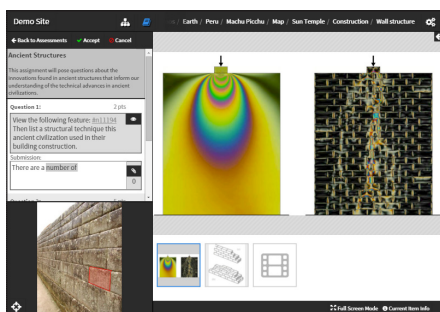 Demo Site
/ Earth / Peru / Machu Picchu / Map / Sun Temple / Construction / Wall structure
Back to Assessments Accept Cancel
Ancient Structures
This assignment will pose questions about the
innovations found in ancient structures that inform our
understanding of the technical advances in ancient
civilizations.
Question 1: 2 pts
View the following feature: #n11194
Then list a structural technique this
ancient civilization used in their
building construction.
Submission:
There are a number of
0
Full Screen Mode Current Item Info